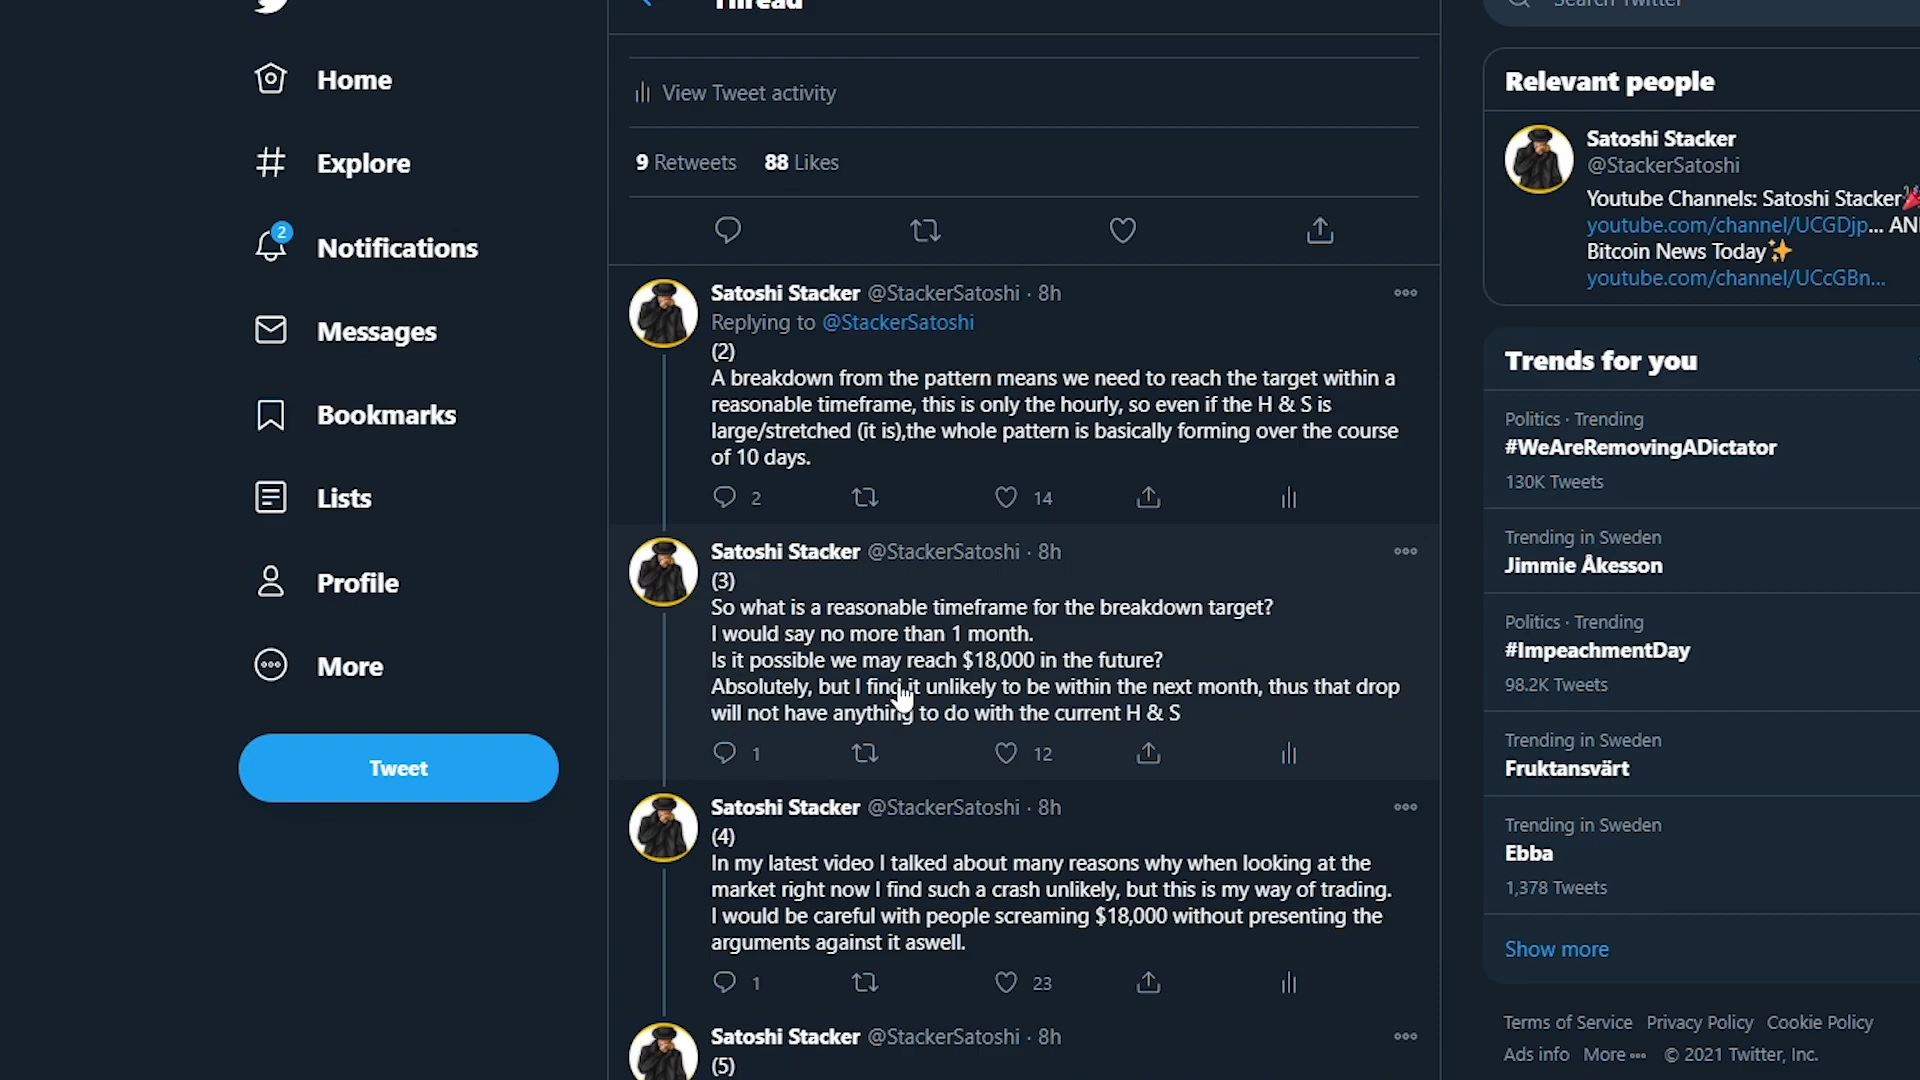 Thread
Search Twitter
Home
Explore
2
Notifications
Messages
Bookmarks
Lists
Profile
More
Tweet
View Tweet activity
9 Retweets 88 Likes
Satoshi Stacker @StackerSatoshi · 8h
Replying to @StackerSatoshi
(2)
A breakdown from the pattern means we need to reach the target within a
reasonable timeframe, this is only the hourly, so even if the H & S is
large/stretched (it is),the whole pattern is basically forming over the course
of 10 days.
2 14
Satoshi Stacker @StackerSatoshi · 8h
(3)
So what is a reasonable timeframe for the breakdown target?
I would say no more than 1 month.
Is it possible we may reach $18,000 in the future?
Absolutely, but I find it unlikely to be within the next month, thus that drop
will not have anything to do with the current H & S
1 12
Satoshi Stacker @StackerSatoshi · 8h
(4)
In my latest video I talked about many reasons why when looking at the
market right now I find such a crash unlikely, but this is my way of trading.
I would be careful with people screaming $18,000 without presenting the
arguments against it aswell.
1 23
Satoshi Stacker @StackerSatoshi · 8h
(5)
Relevant people
Satoshi Stacker
@StackerSatoshi
Youtube Channels: Satoshi Stacker🎉
youtube.com/channel/UCGDjp... AN
Bitcoin News Today✨
youtube.com/channel/UCcGBn...
Trends for you
Politics · Trending
#WeAreRemovingADictator
130K Tweets
Trending in Sweden
Jimmie Åkesson
Politics · Trending
#ImpeachmentDay
98.2K Tweets
Trending in Sweden
Fruktansvärt
Trending in Sweden
Ebba
1,378 Tweets
Show more
Terms of Service Privacy Policy Cookie Policy
Ads info More ••• © 2021 Twitter, Inc.